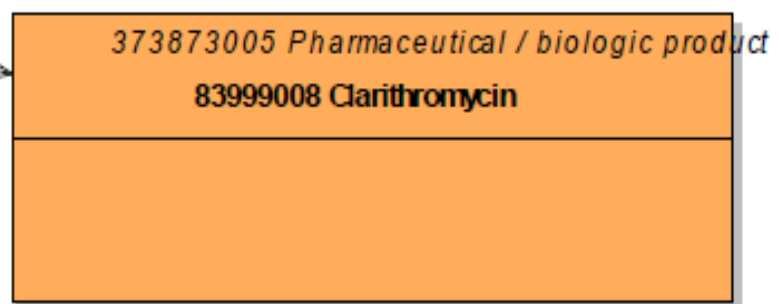 373873005 Pharmaceutical / biologic product
83999008 Clarithromycin